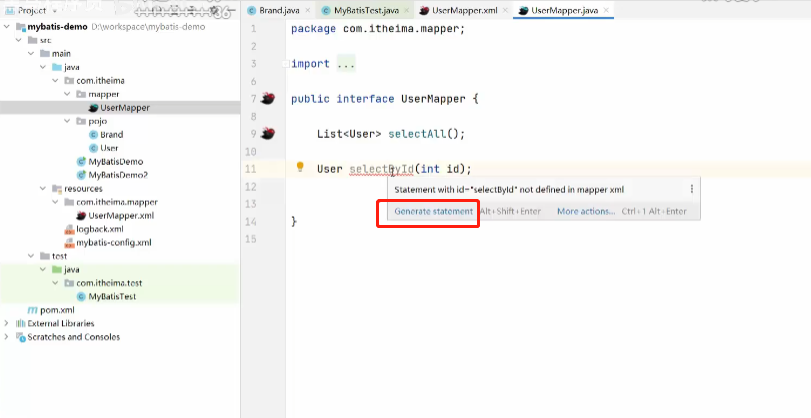 Project
mybatis-demo D:\workspace\mybatis-demo
src
main
java
com.itheima
mapper
UserMapper
pojo
Brand
User
MyBatisDemo
MyBatisDemo2
resources
com.itheima.mapper
UserMapper.xml
logback.xml
mybatis-config.xml
test
java
com.itheima.test
MyBatisTest
pom.xml
External Libraries
Scratches and Consoles
Brand.java MyBatisTest.java UserMapper.xml UserMapper.java
1 package com.itheima.mapper;
2
3 import ...
6
7 public interface UserMapper {
8
9 List<User> selectAll();
10
11 User selectById(int id);
12
Statement with id="selectById" not defined in mapper xml
13
Generate statement Alt+Shift+Enter More actions... Ctrl+1 Alt+Enter
14 }
15